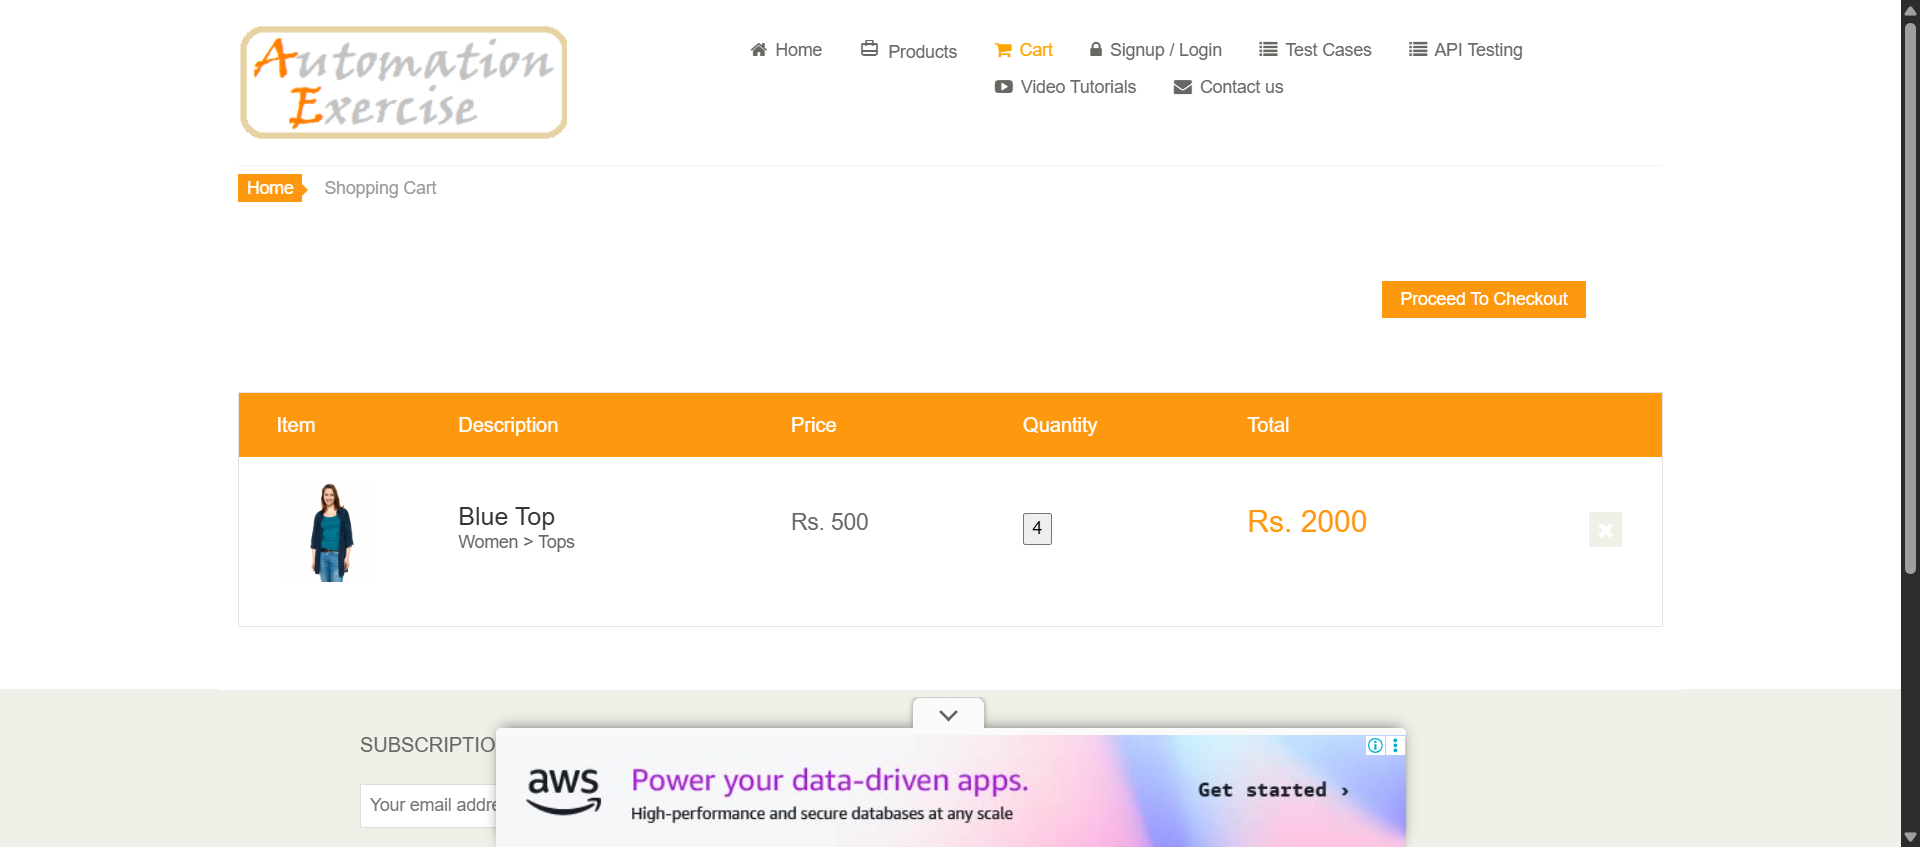 Automation
Exercise
Home Products Cart Signup / Login Test Cases API Testing
Video Tutorials Contact us
Home Shopping Cart
Proceed To Checkout
Item Description Price Quantity Total
Blue Top Rs. 500 4 Rs. 2000
Women > Tops
SUBSCRIPTIO
Your email addre
aws
Power your data-driven apps.
High-performance and secure databases at any scale
Get started ›